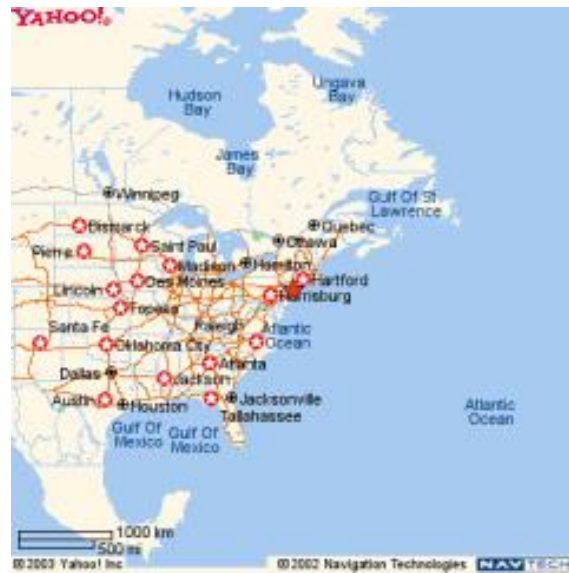 YAHOO!
Ungava
Bay
Hudson
Bay
James
Bay
Winnipeg
Gulf Of St
Lawrence
Bismarck
Quebec
Saint Paul
Ottawa
Pierre
Madison
Hamilton
Des Moines
Hartford
Lincoln
Harrisburg
Topeka
Santa Fe
Raleigh
Atlantic
Ocean
Oklahoma City
Atlanta
Dallas
Jackson
Austin
Houston
Jacksonville
Tallahassee
Gulf Of
Mexico
Gulf Of
Mexico
Atlantic
Ocean
1000 km
500 mi
©2003 Yahoo! Inc
©2002 Navigation Technologies
NAVTECH